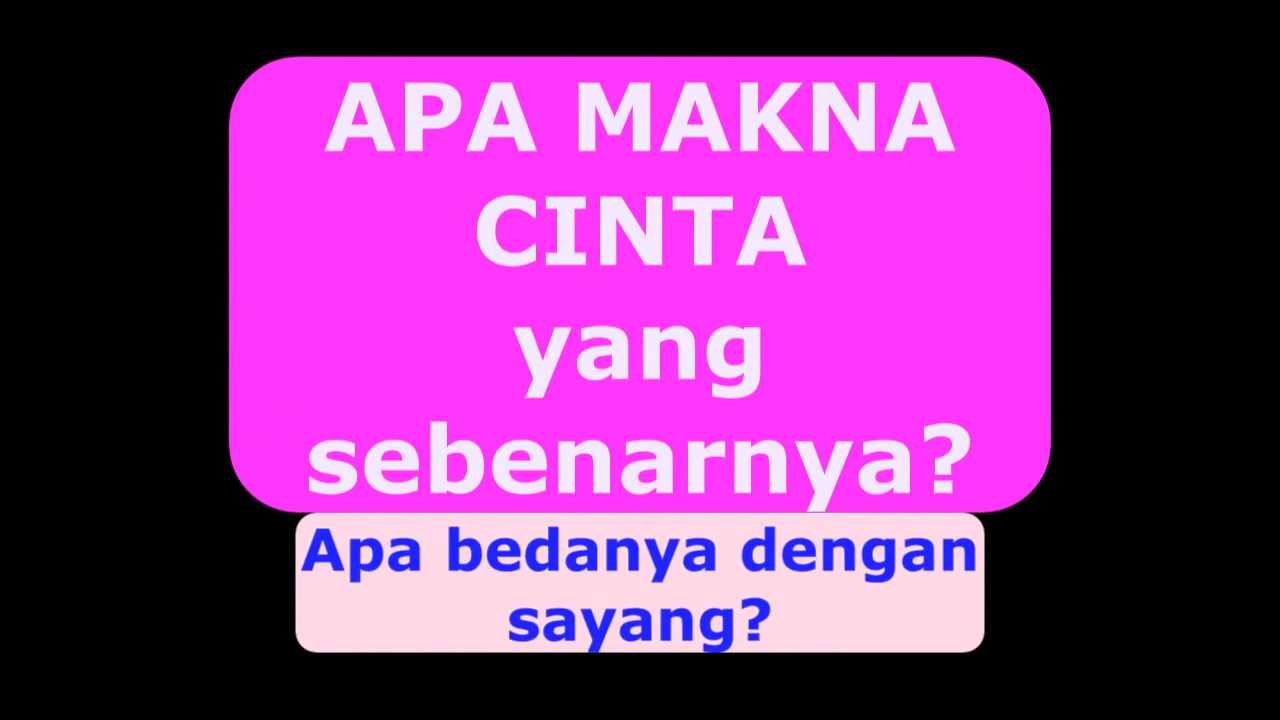 APA MAKNA
CINTA
yang
sebenarnya?
Apa bedanya dengan
sayang?